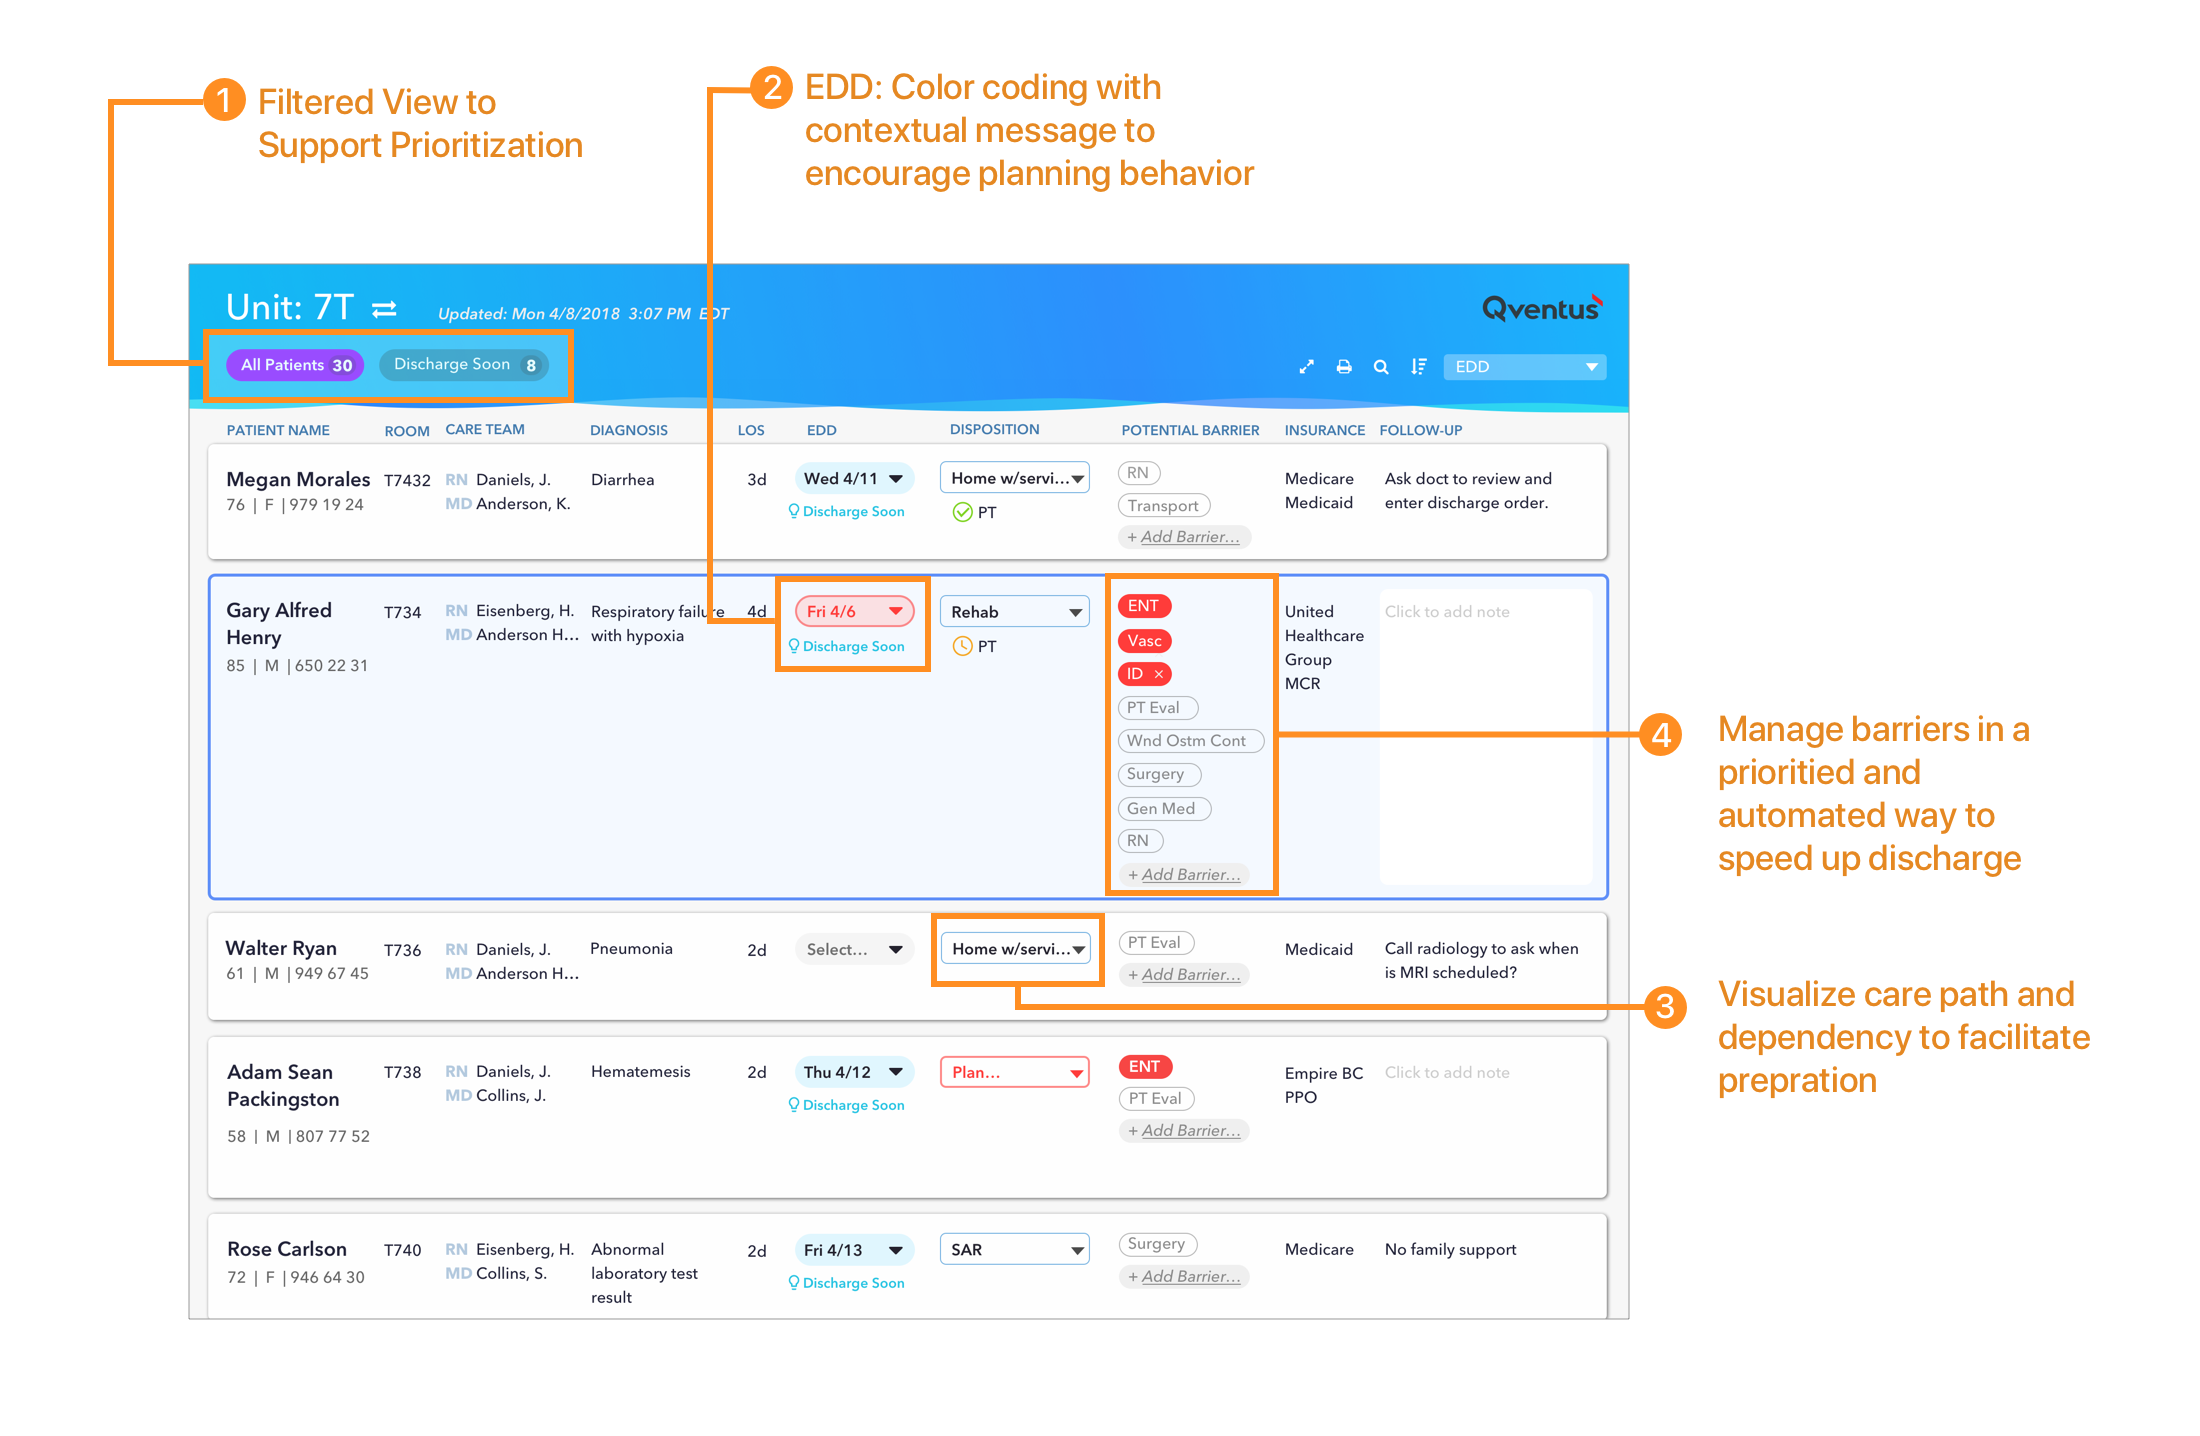 1 Filtered View to
Support Prioritization
2 EDD: Color coding with
contextual message to
encourage planning behavior
Unit: 7T
Updated: Mon 4/8/2018 3:07 PM EDT
Qventus
All Patients 30
Discharge Soon 8
EDD
PATIENT NAME ROOM CARE TEAM DIAGNOSIS LOS EDD DISPOSITION POTENTIAL BARRIER INSURANCE FOLLOW-UP
Megan Morales
76 | F | 979 19 24
T7432
RN Daniels, J.
MD Anderson, K.
Diarrhea
3d
Wed 4/11
Discharge Soon
Home w/servi...
PT
RN
Transport
+ Add Barrier...
Medicare
Medicaid
Ask doct to review and
enter discharge order.
Gary Alfred
Henry
85 | M | 650 22 31
T734
RN Eisenberg, H.
MD Anderson H...
Respiratory failure
with hypoxia
4d
Fri 4/6
Discharge Soon
Rehab
PT
ENT
Vasc
ID ×
PT Eval
Wnd Ostm Cont
Surgery
Gen Med
RN
+ Add Barrier...
United
Healthcare
Group
MCR
Click to add note
4 Manage barriers in a
prioritied and
automated way to
speed up discharge
Walter Ryan
61 | M | 949 67 45
T736
RN Daniels, J.
MD Anderson H...
Pneumonia
2d
Select...
Home w/servi...
PT Eval
+ Add Barrier...
Medicaid
Call radiology to ask when
is MRI scheduled?
3 Visualize care path and
dependency to facilitate
prepration
Adam Sean
Packingston
58 | M | 807 77 52
T738
RN Daniels, J.
MD Collins, J.
Hematemesis
2d
Thu 4/12
Discharge Soon
Plan...
ENT
PT Eval
+ Add Barrier...
Empire BC
PPO
Click to add note
Rose Carlson
72 | F | 946 64 30
T740
RN Eisenberg, H.
MD Collins, S.
Abnormal
laboratory test
result
2d
Fri 4/13
Discharge Soon
SAR
Surgery
+ Add Barrier...
Medicare
No family support